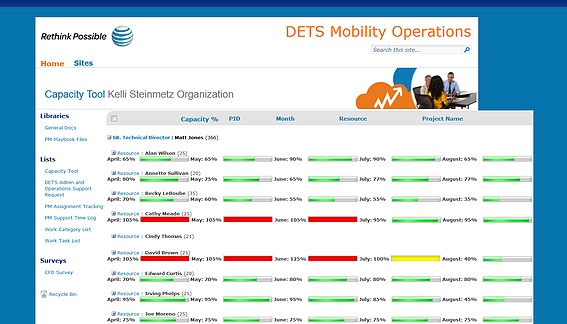 Rethink Possible
DETS Mobility Operations
Search this site...
Home Sites
Capacity Tool Kelli Steinmetz Organization
Libraries
General Docs
PM Playbook Files
Lists
Capacity Tool
DETS Admin and
Operations Support
Request
PM Assignment Tracking
PM Support Time Log
Work Category List
Work Task List
Surveys
CFD Survey
Recycle Bin
Capacity % PID Month Resource Project Name
SR. Technical Director : Matt Jones (366)
Resource : Alan Wilson (25)
April: 65% May: 65% June: 90% July: 90% August: 65%
Resource : Annette Sullivan (20)
April: 80% May: 75% June: 65% July: 77% August: 77%
Resource : Becky LeRoube (35)
April: 70% May: 60% June: 55% July: 55% August: 35%
Resource : Cathy Meade (25)
April: 105% May: 105% June: 105% July: 95% August: 95%
Resource : Cindy Thomas (21)
Resource : David Brown (25)
April: 105% May: 105% June: 125% July: 100% August: 40%
Resource : Edward Curtis (20)
April: 70% May: 70% June: 80% July: 80% August: 80%
Resource : Irving Phelps (25)
April: 95% May: 95% June: 95% July: 85% August: 45%
Resource : Joe Moreno (25)
April: 75% May: 75% June: 75% July: 75% August: 75%